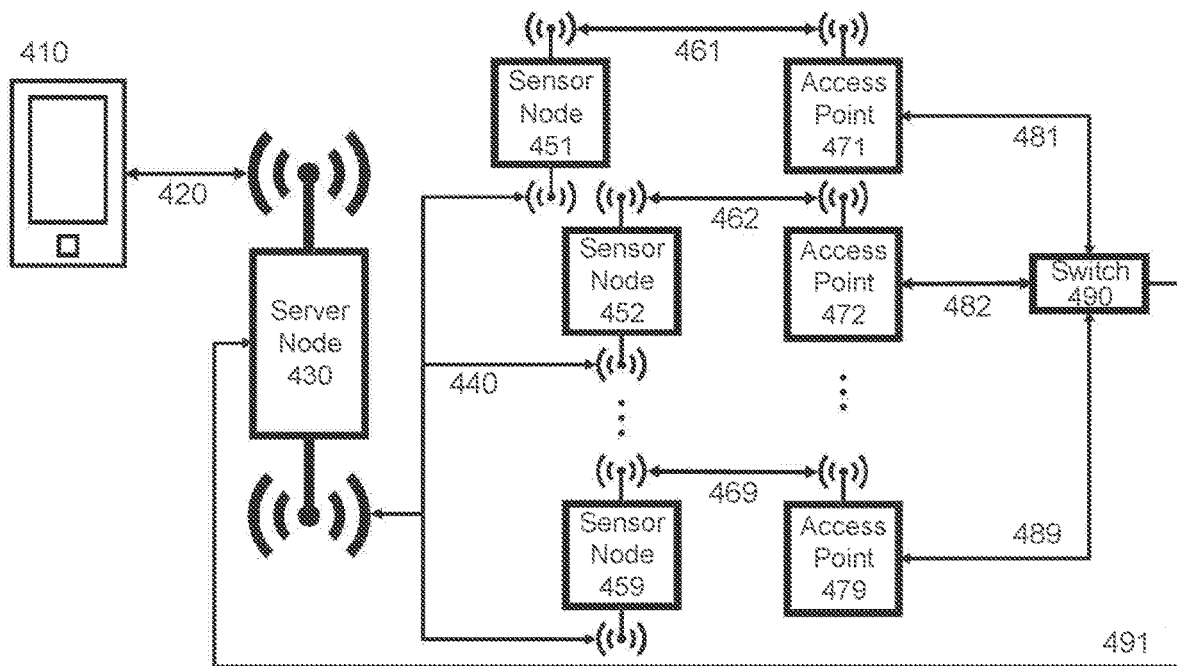 410
420
Server
Node
430
440
Sensor
Node
451
461
Access
Point
471
481
Sensor
Node
452
462
Access
Point
472
482
Switch
490
Sensor
Node
459
469
Access
Point
479
489
491